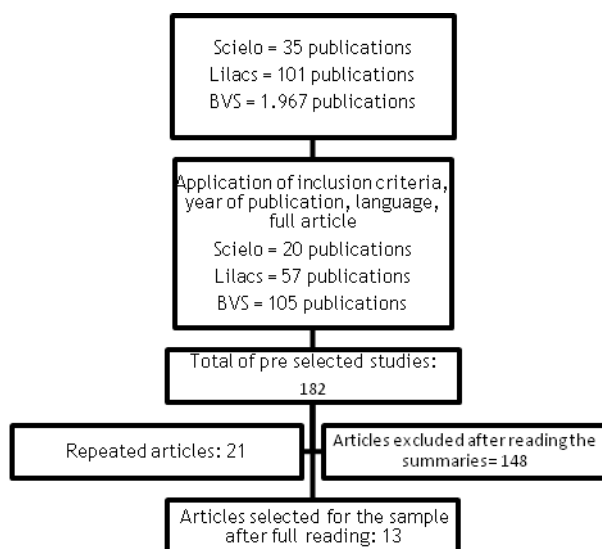 Scielo = 35 publications
Lilacs = 101 publications
BVS = 1.967 publications
Application of inclusion criteria,
year of publication, language,
full article
Scielo = 20 publications
Lilacs = 57 publications
BVS = 105 publications
Total of pre selected studies:
182
Repeated articles: 21
Articles excluded after reading the
summaries= 148
Articles selected for the sample
after full reading: 13